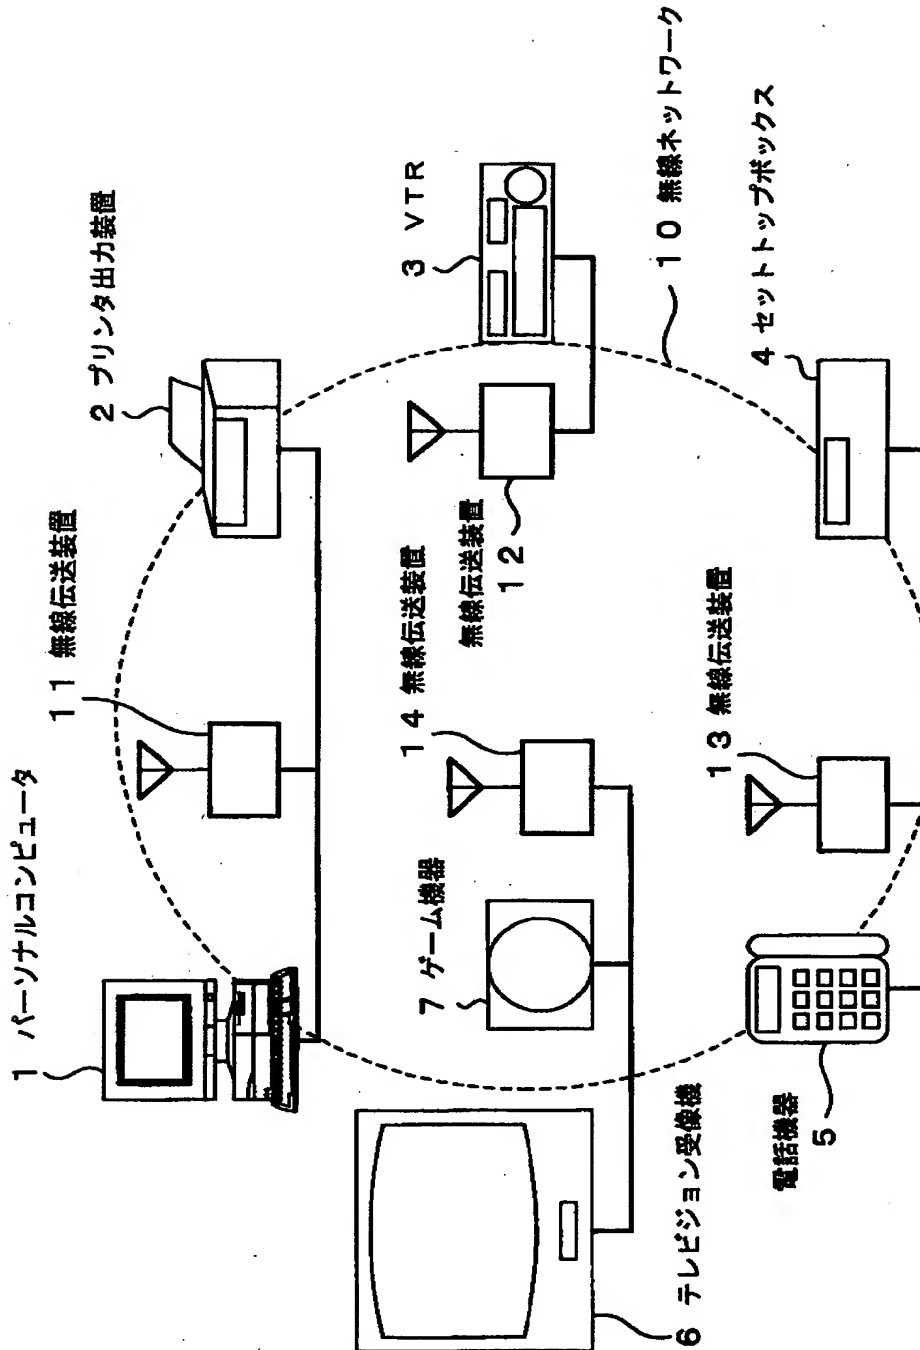 1 パーソナルコンピュータ
11 無線伝送装置
2 プリンタ出力装置
7 ゲーム機器
14 無線伝送装置
無線伝送装置
12
3 VTR
6 テレビジョン受像機
電話機器
5
13 無線伝送装置
4 セットトップボックス
10 無線ネットワーク